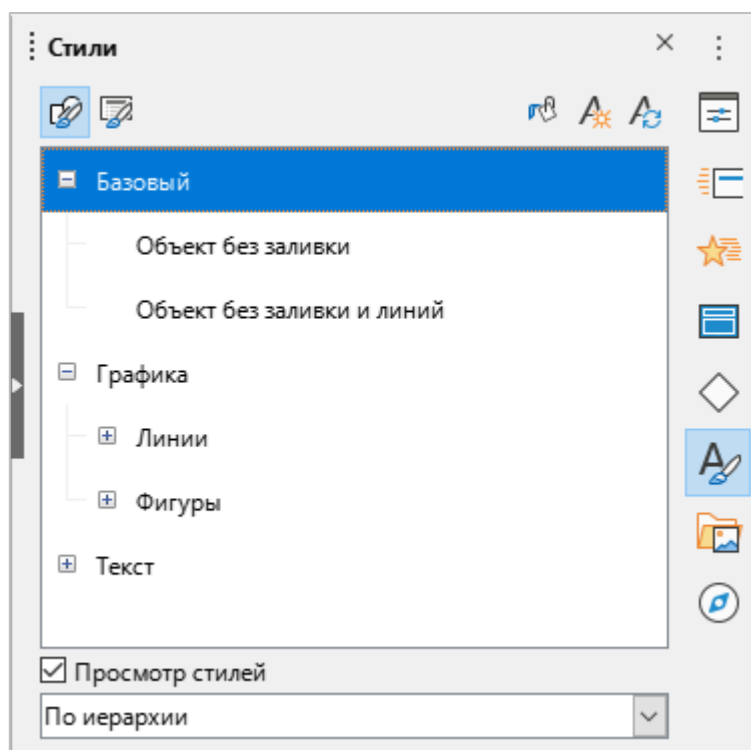 Стили
Базовый
Объект без заливки
Объект без заливки и линий
Графика
Линии
Фигуры
Текст
Просмотр стилей
По иерархии